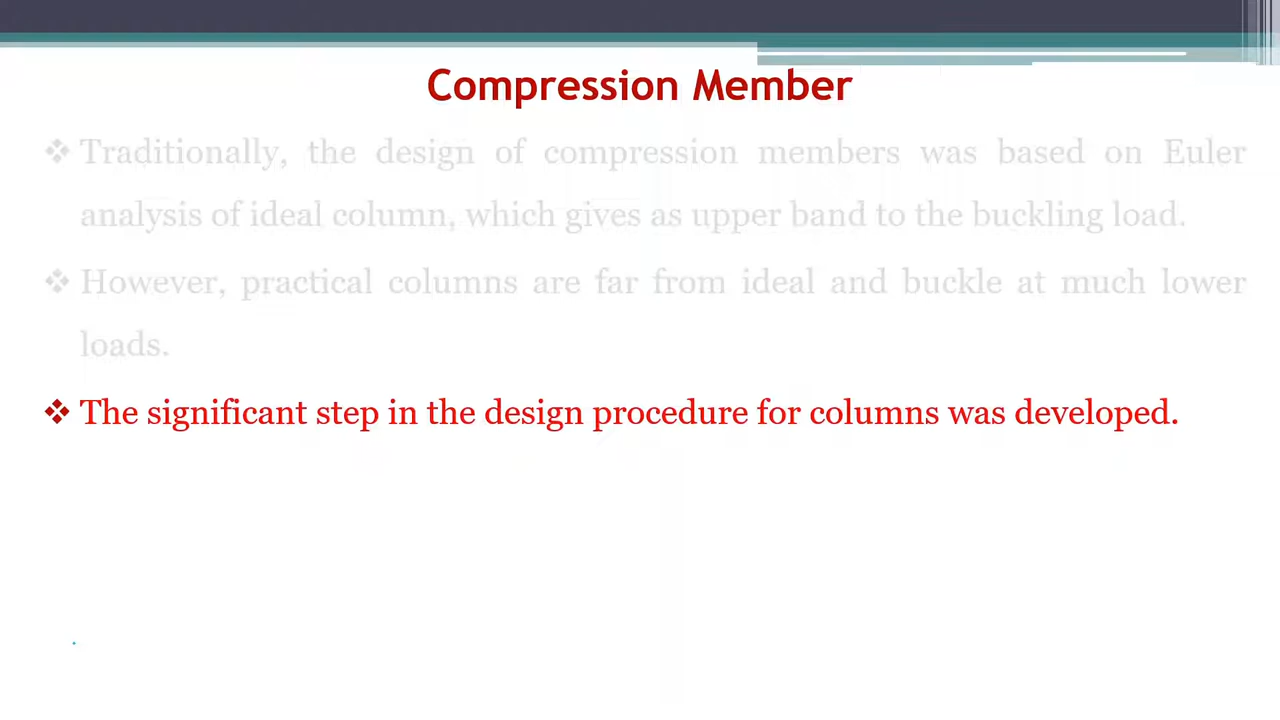 Compression Member
❖ Traditionally, the design of compression members was based on Euler
analysis of ideal column, which gives as upper band to the buckling load.
❖ However, practical columns are far from ideal and buckle at much lower
loads.
❖ The significant step in the design procedure for columns was developed.